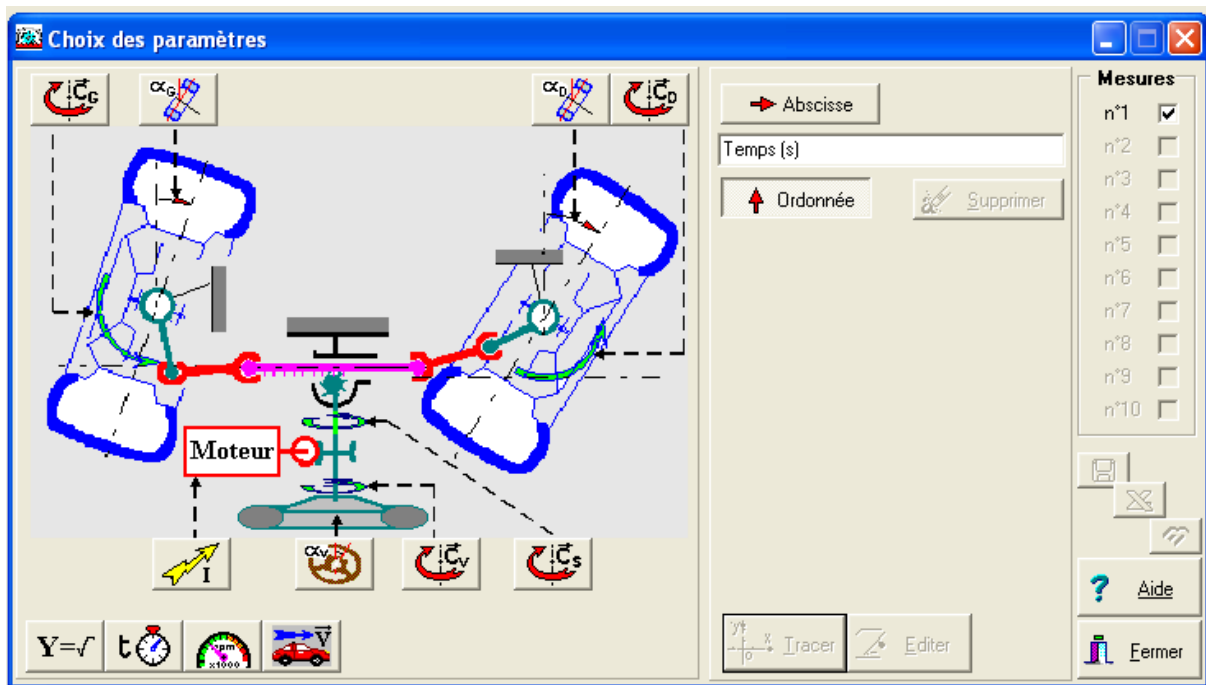 Choix des paramètres
C_G
α_G
α_D
C_D
Moteur
I
α_v
C_v
C_s
Y=√
t
rpm
x1000
V
Abscisse
Temps (s)
Ordonnée
Supprimer
y
x
0
Tracer
Editer
Mesures
n°1
n°2
n°3
n°4
n°5
n°6
n°7
n°8
n°9
n°10
? Aide
Fermer